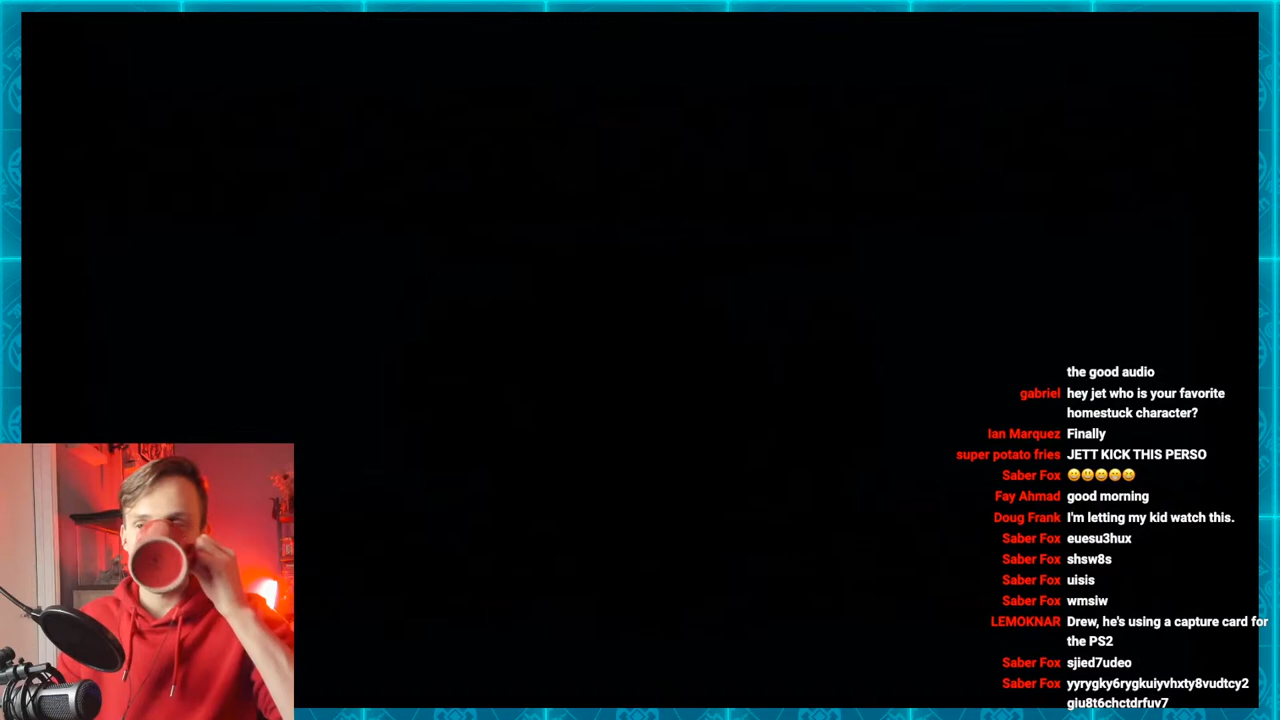 the good audio
gabriel hey jet who is your favorite
homestuck character?
Ian Marquez Finally
super potato fries JETT KICK THIS PERSO
Saber Fox 😀😃😊😁😆
Fay Ahmad good morning
Doug Frank I'm letting my kid watch this.
Saber Fox euesu3hux
Saber Fox shsw8s
Saber Fox uisis
Saber Fox wmsiw
LEMOKNAR Drew, he's using a capture card for
the PS2
Saber Fox sjied7udeo
Saber Fox yyrygky6rygkuiyvhxty8vudtcy2
giu8t6chctdrfuv7